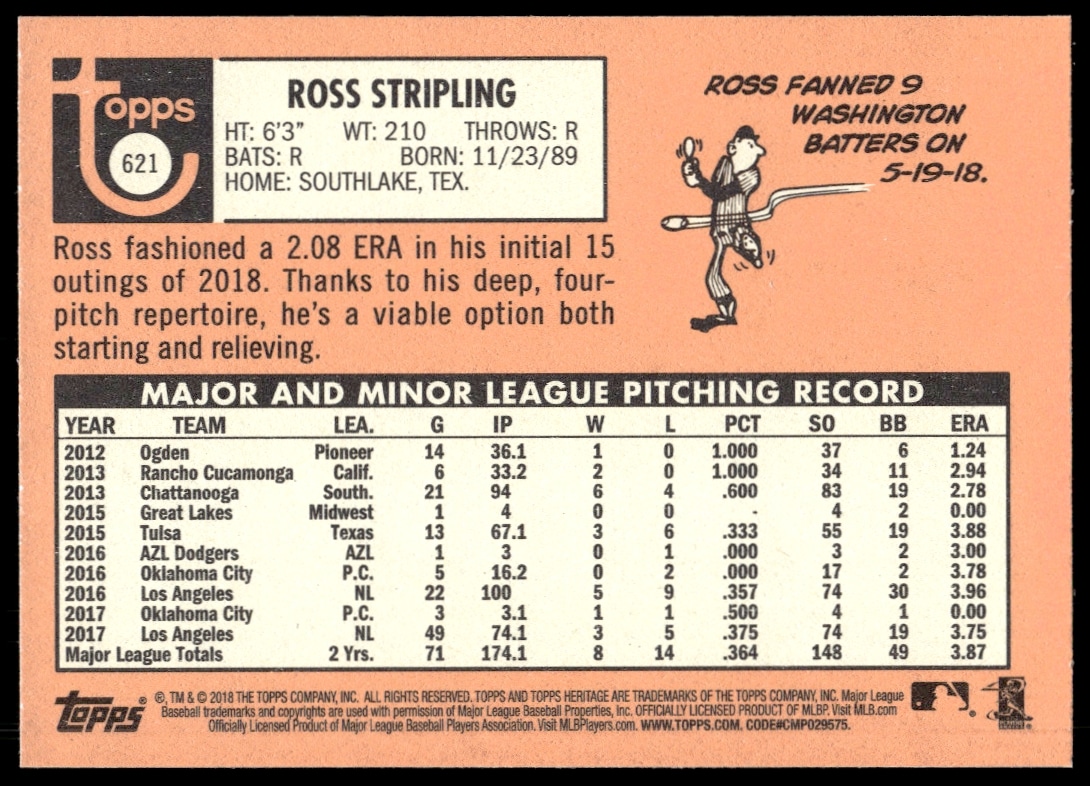 Topps
621
ROSS STRIPLING
HT: 6'3" WT: 210 THROWS: R
BATS: R BORN: 11/23/89
HOME: SOUTHLAKE, TEX.
ROSS FANNED 9
WASHINGTON
BATTERS ON
5-19-18.
Ross fashioned a 2.08 ERA in his initial 15
outings of 2018. Thanks to his deep, four-
pitch repertoire, he's a viable option both
starting and relieving.
MAJOR AND MINOR LEAGUE PITCHING RECORD
YEAR TEAM LEA. G IP W L PCT SO BB ERA
2012 Ogden Pioneer 14 36.1 1 0 1.000 37 6 1.24
2013 Rancho Cucamonga Calif. 6 33.2 2 0 1.000 34 11 2.94
2013 Chattanooga South. 21 94 6 4 .600 83 19 2.78
2015 Great Lakes Midwest 1 4 0 0 - 4 2 0.00
2015 Tulsa Texas 13 67.1 3 6 .333 55 19 3.88
2016 AZL Dodgers AZL 1 3 0 1 .000 3 2 3.00
2016 Oklahoma City P.C. 5 16.2 0 2 .000 17 2 3.78
2016 Los Angeles NL 22 100 5 9 .357 74 30 3.96
2017 Oklahoma City P.C. 3 3.1 1 1 .500 4 1 0.00
2017 Los Angeles NL 49 74.1 3 5 .375 74 19 3.75
Major League Totals 2 Yrs. 71 174.1 8 14 .364 148 49 3.87
Topps ® ®, TM & © 2018 THE TOPPS COMPANY, INC. ALL RIGHTS RESERVED. TOPPS AND TOPPS HERITAGE ARE TRADEMARKS OF THE TOPPS COMPANY, INC. Major League
Baseball trademarks and copyrights are used with permission of Major League Baseball Properties, Inc. OFFICIALLY LICENSED PRODUCT OF MLBP. Visit MLB.com
Officially Licensed Product of Major League Baseball Players Association. Visit MLBPlayers.com. WWW.TOPPS.COM. CODE#CMP029575.